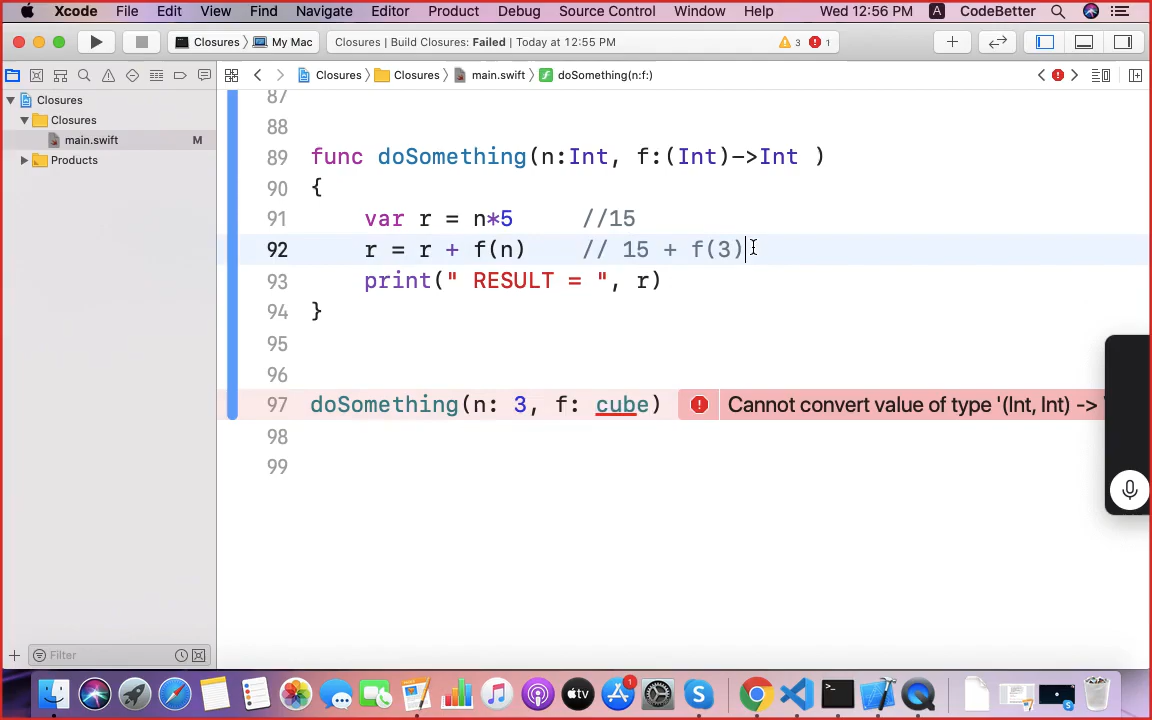 Xcode File Edit View Find Navigate Editor Product Debug Source Control Window Help Wed 12:56 PM A CodeBetter
Closures My Mac Closures | Build Closures: Failed | Today at 12:55 PM 3 1
Closures Closures main.swift doSomething(n:f:)
Closures
Closures
main.swift M
Products
87
88
89 func doSomething(n:Int, f:(Int)->Int )
90 {
91 var r = n*5 //15
92 r = r + f(n) // 15 + f(3)
93 print(" RESULT = ", r)
94 }
95
96
97 doSomething(n: 3, f: cube) Cannot convert value of type '(Int, Int) ->
98
99
Filter
tv 1